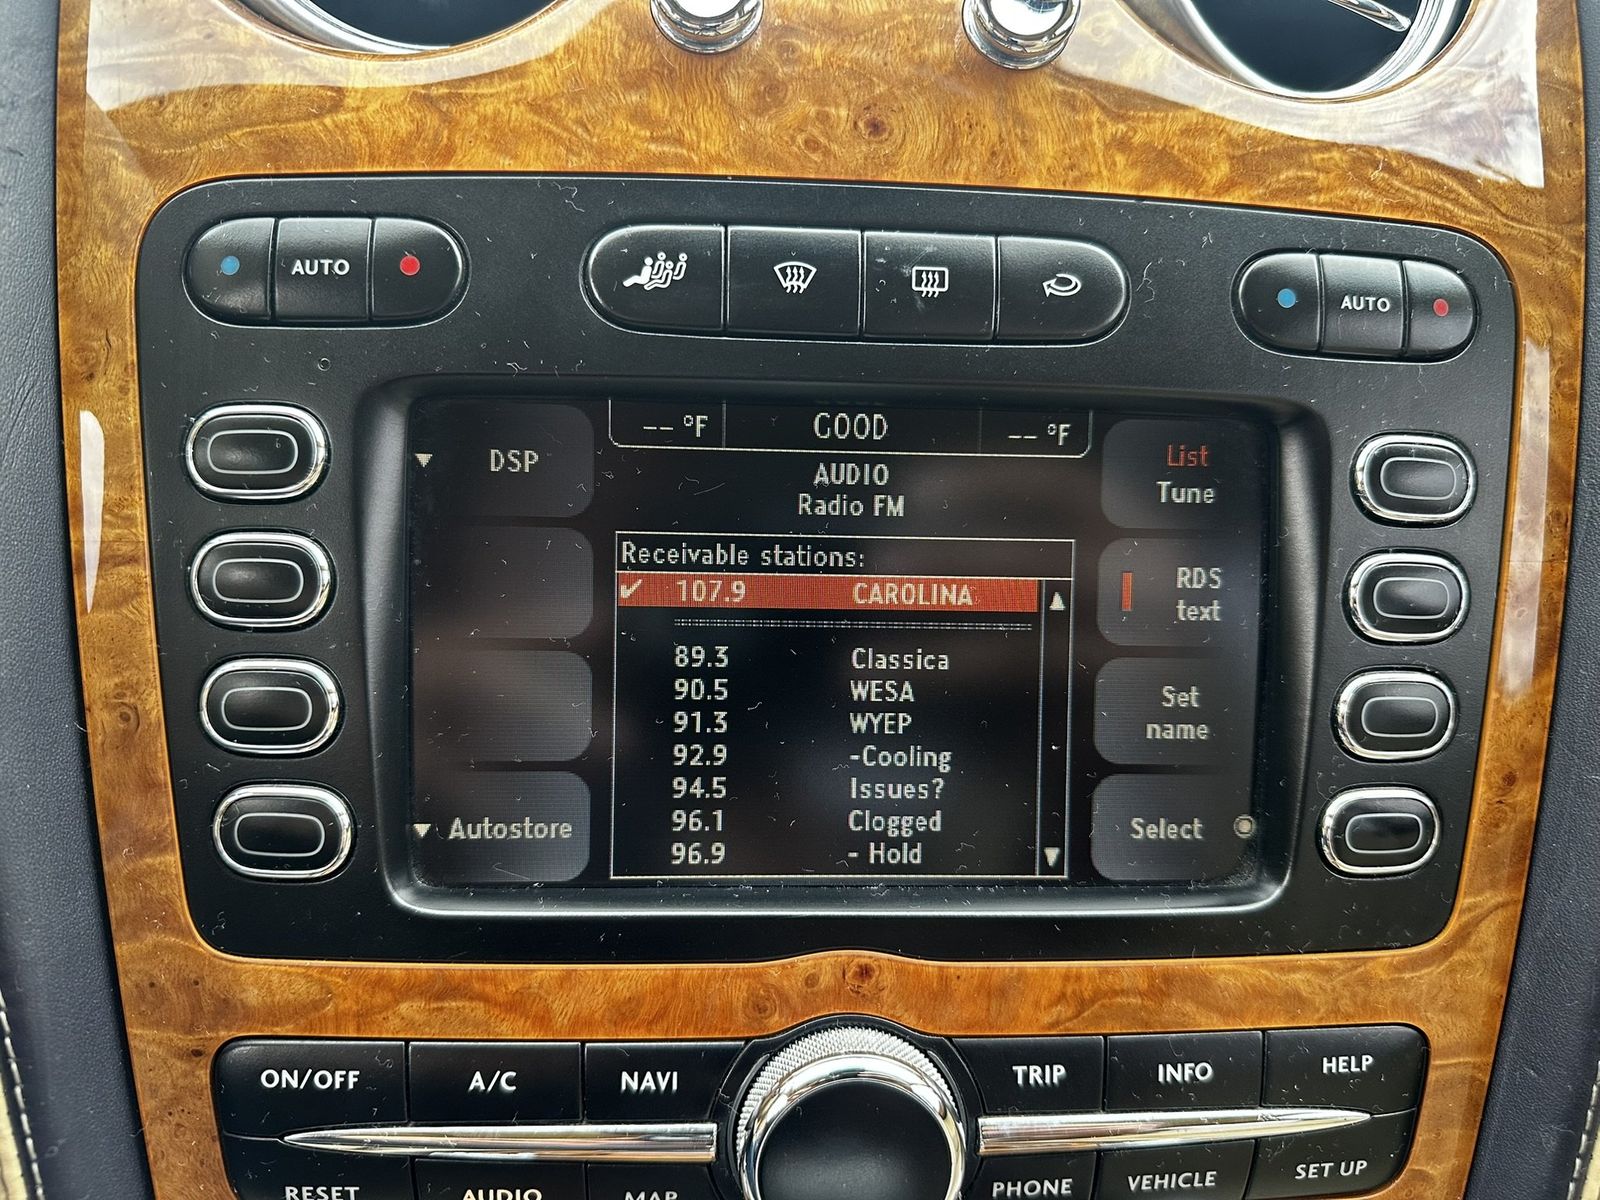 AUTO
AUTO
-- °F GOOD -- °F
DSP
AUDIO
Radio FM
List
Tune
Receivable stations:
✔ 107.9 CAROLINA
89.3 Classica
90.5 WESA
91.3 WYEP
92.9 -Cooling
94.5 Issues?
96.1 Clogged
96.9 - Hold
RDS
text
Set
name
Autostore
Select
ON/OFF A/C NAVI TRIP INFO HELP
RESET AUDIO MAP PHONE VEHICLE SET UP